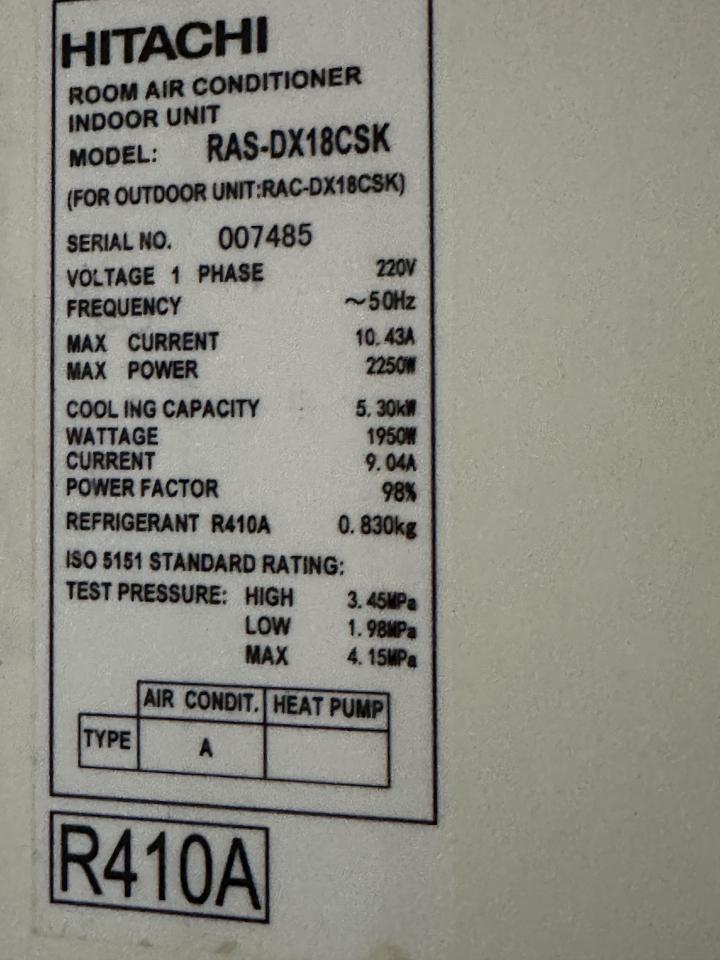 HITACHI
ROOM AIR CONDITIONER
INDOOR UNIT
MODEL: RAS-DX18CSK
(FOR OUTDOOR UNIT:RAC-DX18CSK)
SERIAL NO. 007485
VOLTAGE 1 PHASE 220V
FREQUENCY ~50Hz
MAX CURRENT 10.43A
MAX POWER 2250W
COOLING CAPACITY 5.30kW
WATTAGE 1950W
CURRENT 9.04A
POWER FACTOR 98%
REFRIGERANT R410A 0.830kg
ISO 5151 STANDARD RATING:
TEST PRESSURE: HIGH 3.45MPa
LOW 1.98MPa
MAX 4.15MPa
AIR CONDIT. HEAT PUMP
TYPE A
R410A